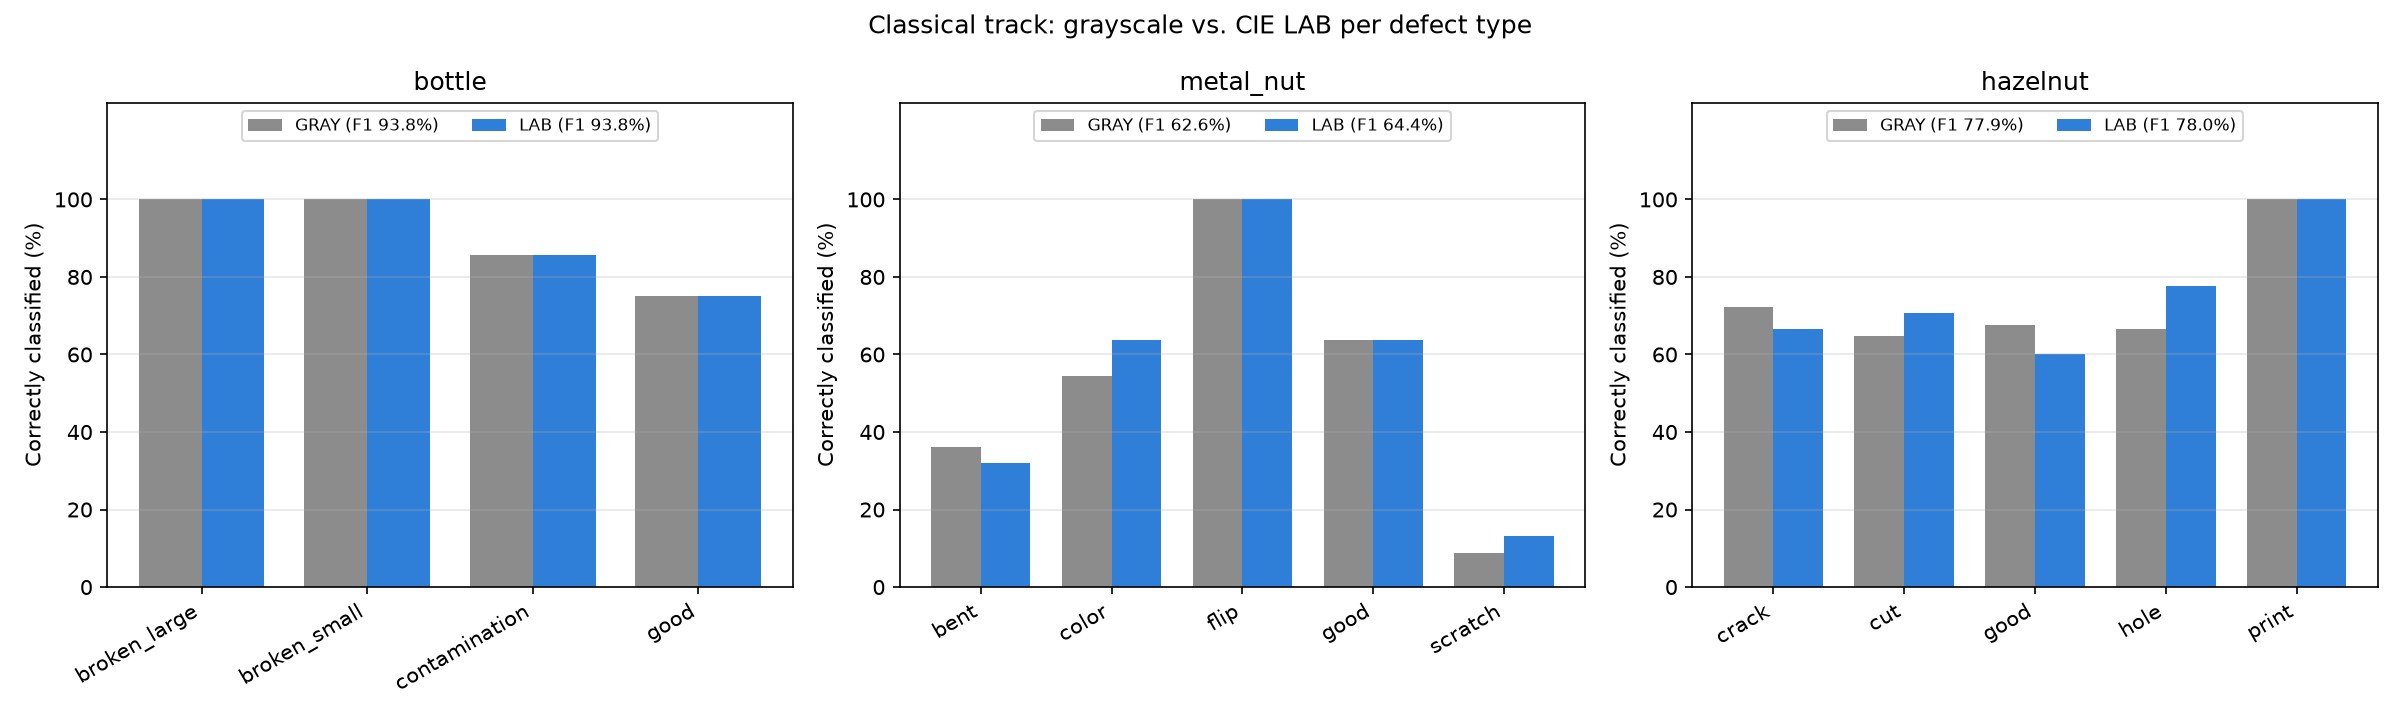 Classical track: grayscale vs. CIE LAB per defect type
bottle
GRAY (F1 93.8%)
LAB (F1 93.8%)
Correctly classified (%)
100
80
60
40
20
0
broken_large
broken_small
contamination
good
metal_nut
GRAY (F1 62.6%)
LAB (F1 64.4%)
Correctly classified (%)
100
80
60
40
20
0
bent
color
flip
good
scratch
hazelnut
GRAY (F1 77.9%)
LAB (F1 78.0%)
Correctly classified (%)
100
80
60
40
20
0
crack
cut
good
hole
print